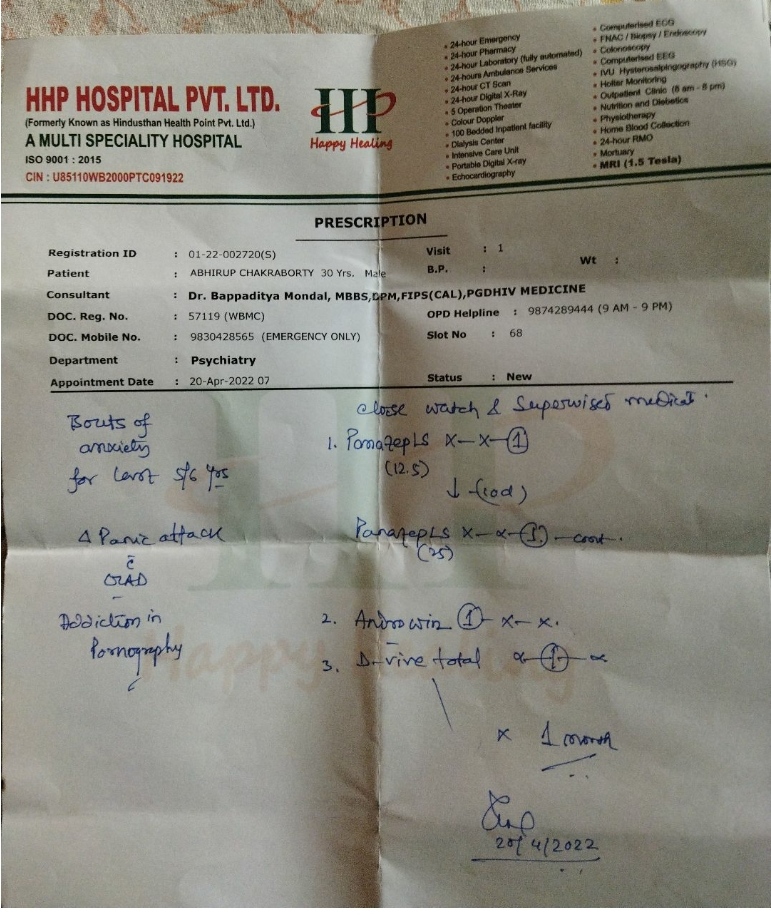 HHP HOSPITAL PVT. LTD.
(Formerly Known as Hindusthan Health Point Pvt. Ltd.)
A MULTI SPECIALITY HOSPITAL
ISO 9001 : 2015
CIN : U85110WB2000PTC091922
HHP
Happy Healing
24-hour Emergency
24-hour Pharmacy
24-hour Laboratory (fully automated)
24-hours Ambulance Services
24-hour CT Scan
24-hour Digital X-Ray
5 Operation Theater
Colour Doppler
100 Bedded Inpatient facility
Dialysis Center
Intensive Care Unit
Portable Digital X-ray
Echocardiography
Computerised ECG
FNAC / Biopsy / Endoscopy
Colonoscopy
Computerised EEG
IVU Hysterosalpingography (HSG)
Holter Monitoring
Outpatient Clinic (8 am - 8 pm)
Nutrition and Dietetics
Physiotherapy
Home Blood Collection
24-hour RMO
Mortuary
MRI (1.5 Tesla)
PRESCRIPTION
Registration ID : 01-22-002720(S)
Visit : 1
Patient : ABHIRUP CHAKRABORTY 30 Yrs. Male
B.P. : Wt :
Consultant : Dr. Bappaditya Mondal, MBBS,DPM,FIPS(CAL),PGDHIV MEDICINE
DOC. Reg. No. : 57119 (WBMC)
OPD Helpline : 9874289444 (9 AM - 9 PM)
DOC. Mobile No. : 9830428565 (EMERGENCY ONLY)
Slot No : 68
Department : Psychiatry
Appointment Date : 20-Apr-2022 07
Status : New
Bouts of
anxiety
for last 5/6 yrs
Δ Panic attack
c̄
Addiction in
Pornography
close watch & Supervised
1. X-X-1
(12.5)
↓ (10d)
X-X-1 - cont.
(25)
2. Androwin 1-X-X.
3. D-vive total X-1-X
x 1 month
20/4/2022
Happy Healing